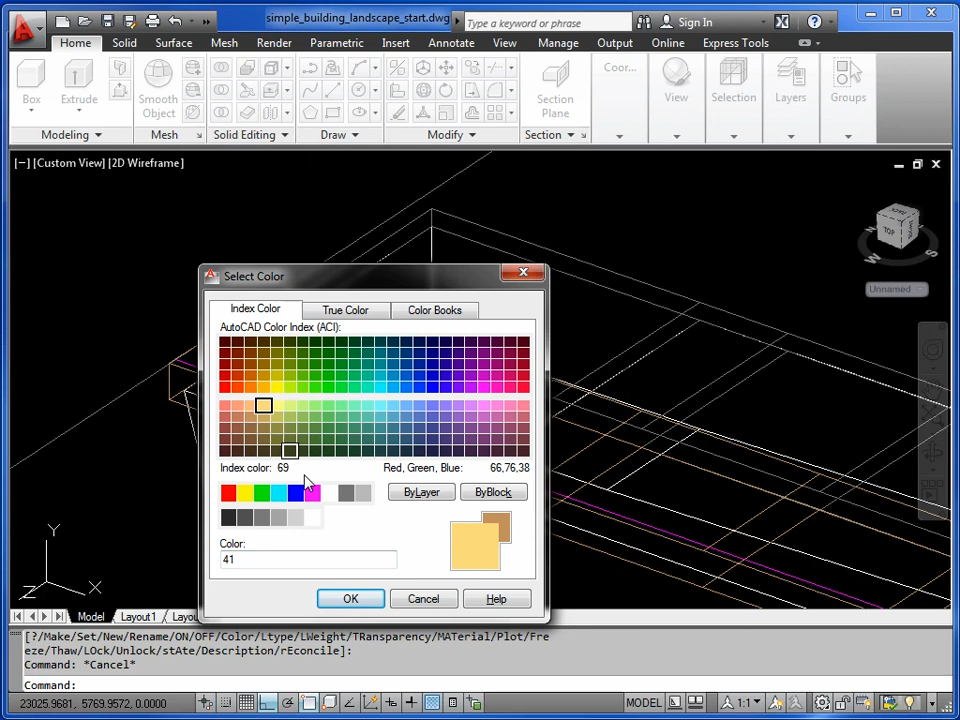 simple_building_landscape_start.dwg
Type a keyword or phrase
Sign In
Home Solid Surface Mesh Render Parametric Insert Annotate View Manage Output Online Express Tools
Box Extrude Smooth Object Section Plane Coor... View Selection Layers Groups
Modeling Mesh Solid Editing Draw Modify Section
[−] [Custom View] [2D Wireframe]
TOP
W
Unnamed
Select Color
Index Color True Color Color Books
AutoCAD Color Index (ACI):
Index color: 69 Red, Green, Blue: 66,76,38
ByLayer ByBlock
Color:
41
OK Cancel Help
Y
X
Z
Model Layout1 Layou
[?/Make/Set/New/Rename/ON/OFF/Color/Ltype/LWeight/TRansparency/MATerial/Plot/Fre
eze/Thaw/LOck/Unlock/stAte/Description/rEconcile]:
Command: *Cancel*
Command:
23025.9681, 5769.9572, 0.0000 MODEL 1:1